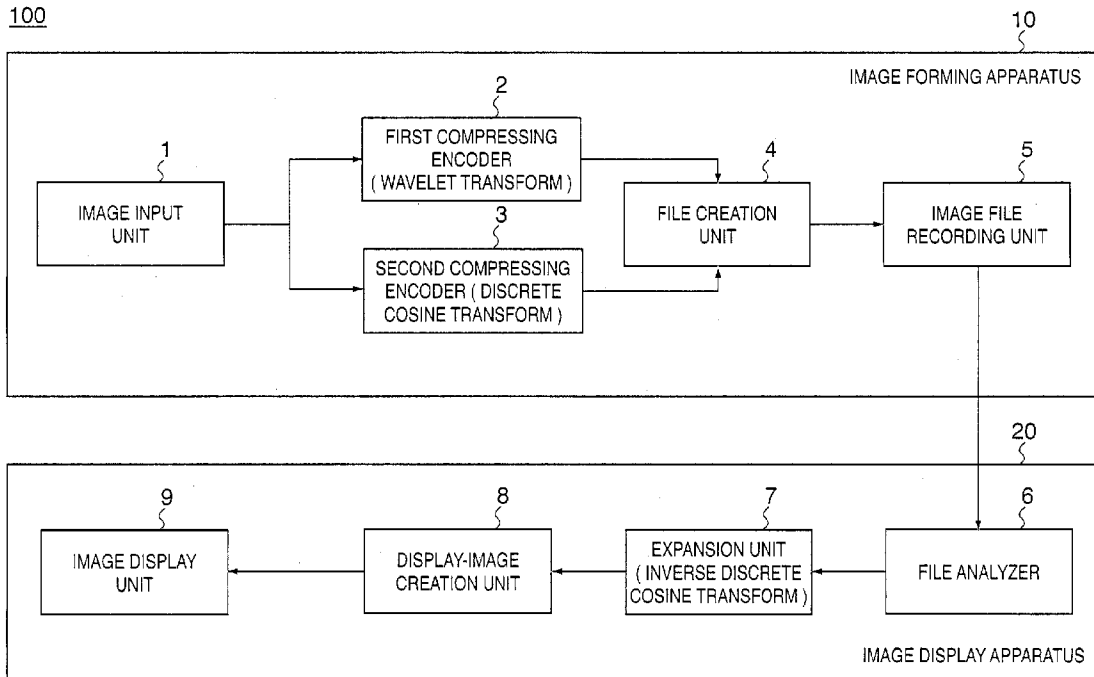 100
10
IMAGE FORMING APPARATUS
1
IMAGE INPUT
UNIT
2
FIRST COMPRESSING
ENCODER
( WAVELET TRANSFORM )
3
SECOND COMPRESSING
ENCODER ( DISCRETE
COSINE TRANSFORM )
4
FILE CREATION
UNIT
5
IMAGE FILE
RECORDING UNIT
20
9
IMAGE DISPLAY
UNIT
8
DISPLAY-IMAGE
CREATION UNIT
7
EXPANSION UNIT
( INVERSE DISCRETE
COSINE TRANSFORM )
6
FILE ANALYZER
IMAGE DISPLAY APPARATUS